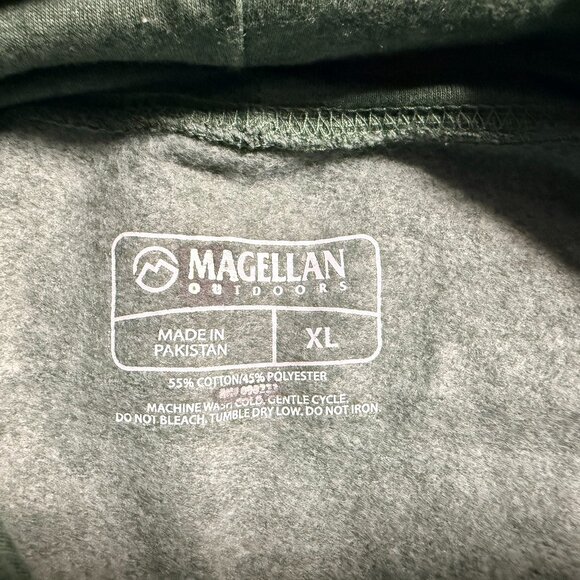 MAGELLAN
OUTDOORS
MADE IN
PAKISTAN
XL
55% COTTON/45% POLYESTER
MACHINE WASH COLD. GENTLE CYCLE.
DO NOT BLEACH, TUMBLE DRY LOW. DO NOT IRON